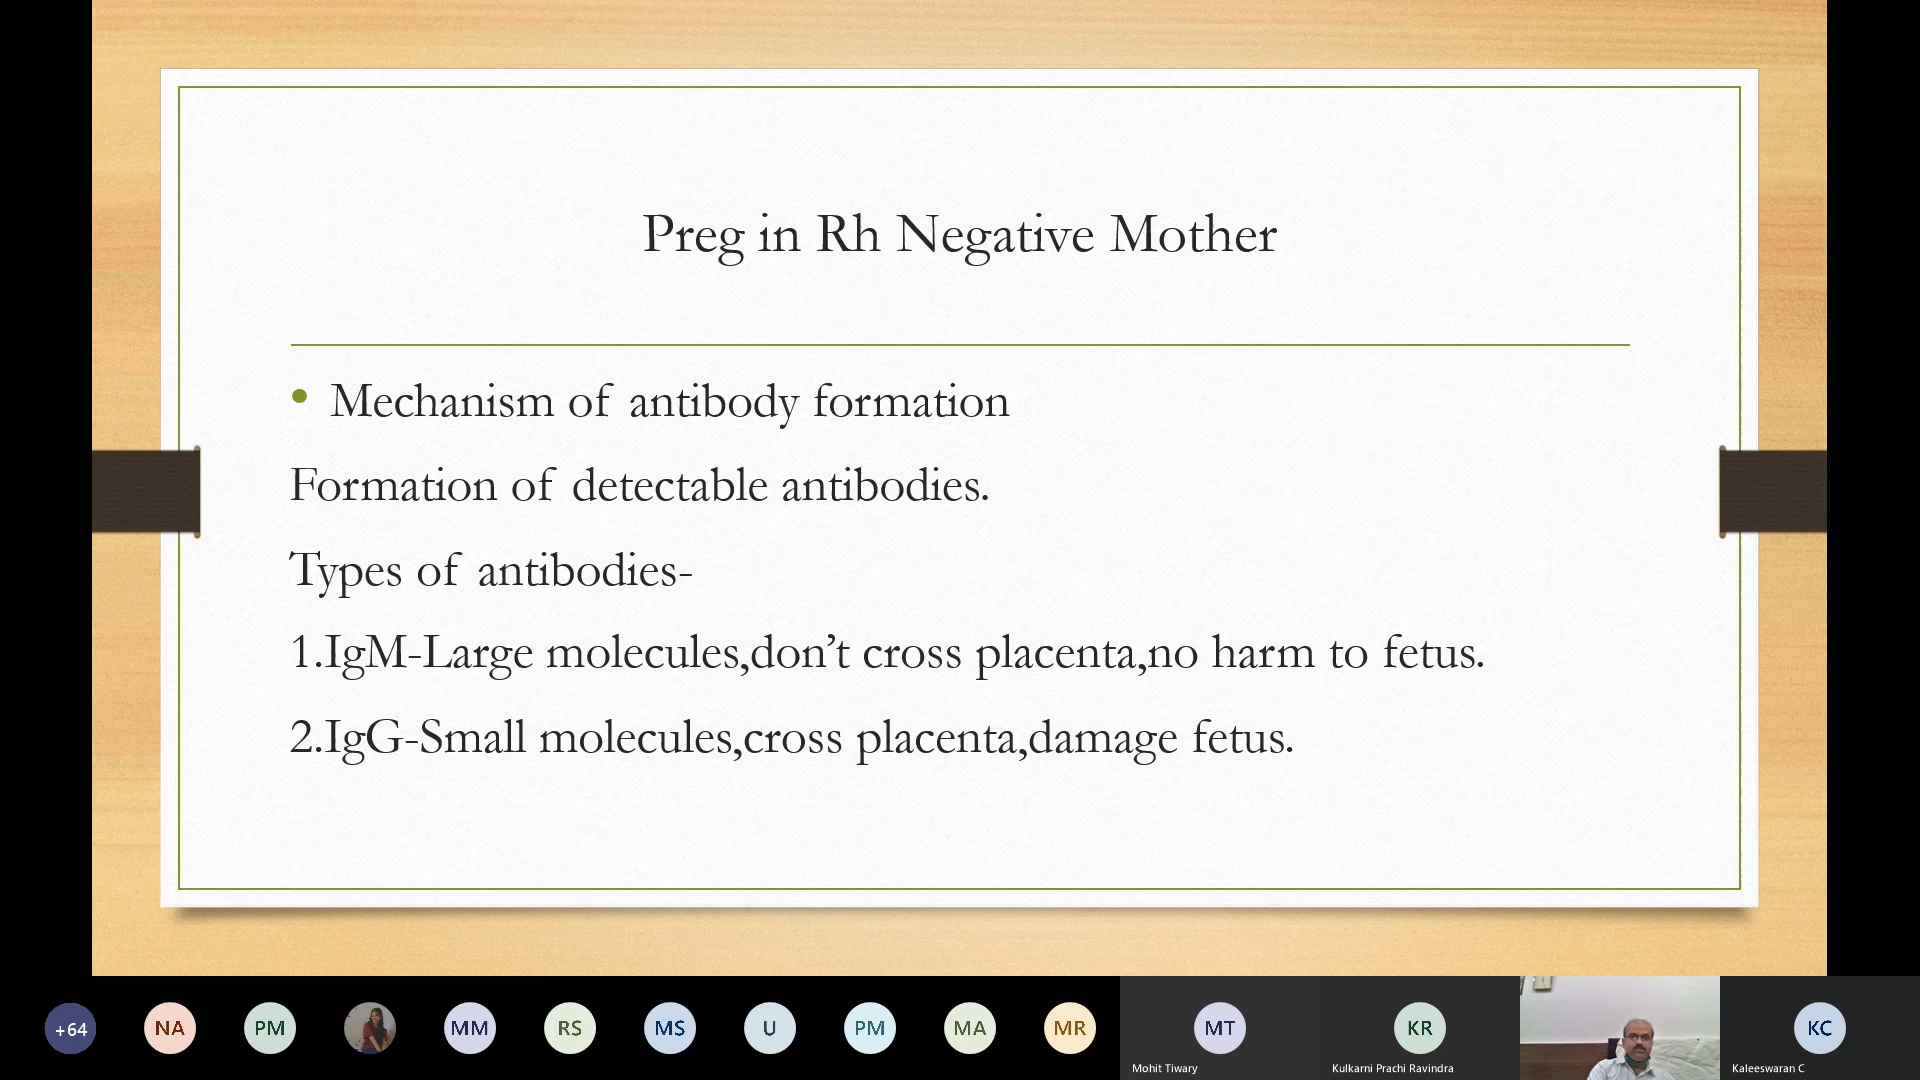 Preg in Rh Negative Mother
• Mechanism of antibody formation
Formation of detectable antibodies.
Types of antibodies-
1.IgM-Large molecules,don’t cross placenta,no harm to fetus.
2.IgG-Small molecules,cross placenta,damage fetus.
+64 NA PM MM RS MS U PM MA MR MT KR KC
Mohit Tiwary Kulkarni Prachi Ravindra Kaleeswaran C